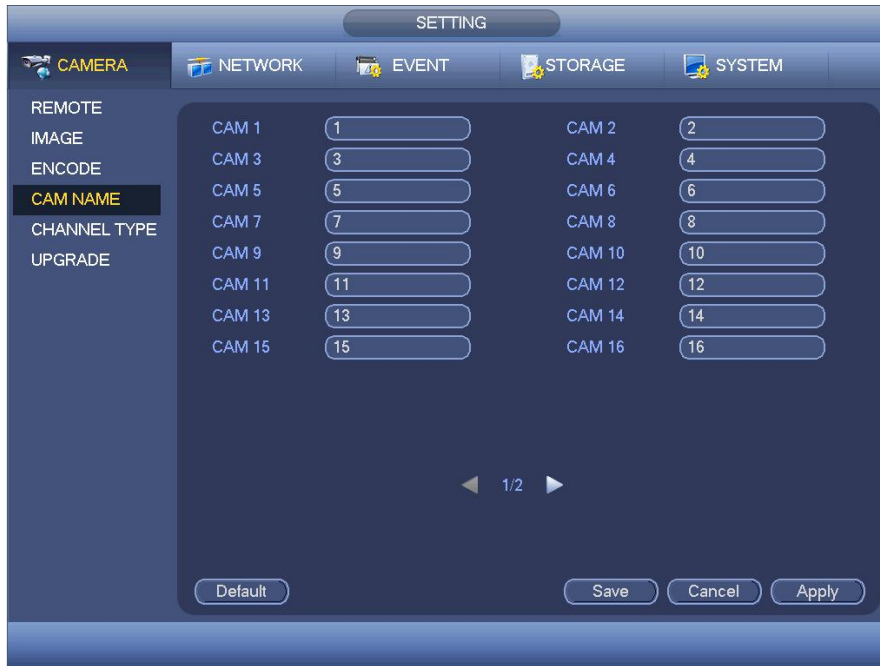 SETTING
CAMERA NETWORK EVENT STORAGE SYSTEM
REMOTE
IMAGE
ENCODE
CAM NAME
CHANNEL TYPE
UPGRADE
CAM 1 1 CAM 2 2
CAM 3 3 CAM 4 4
CAM 5 5 CAM 6 6
CAM 7 7 CAM 8 8
CAM 9 9 CAM 10 10
CAM 11 11 CAM 12 12
CAM 13 13 CAM 14 14
CAM 15 15 CAM 16 16
1/2
Default Save Cancel Apply